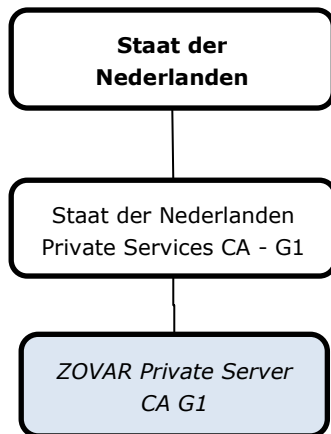 Staat der
Nederlanden
Staat der Nederlanden
Private Services CA - G1
ZOVAR Private Server
CA G1